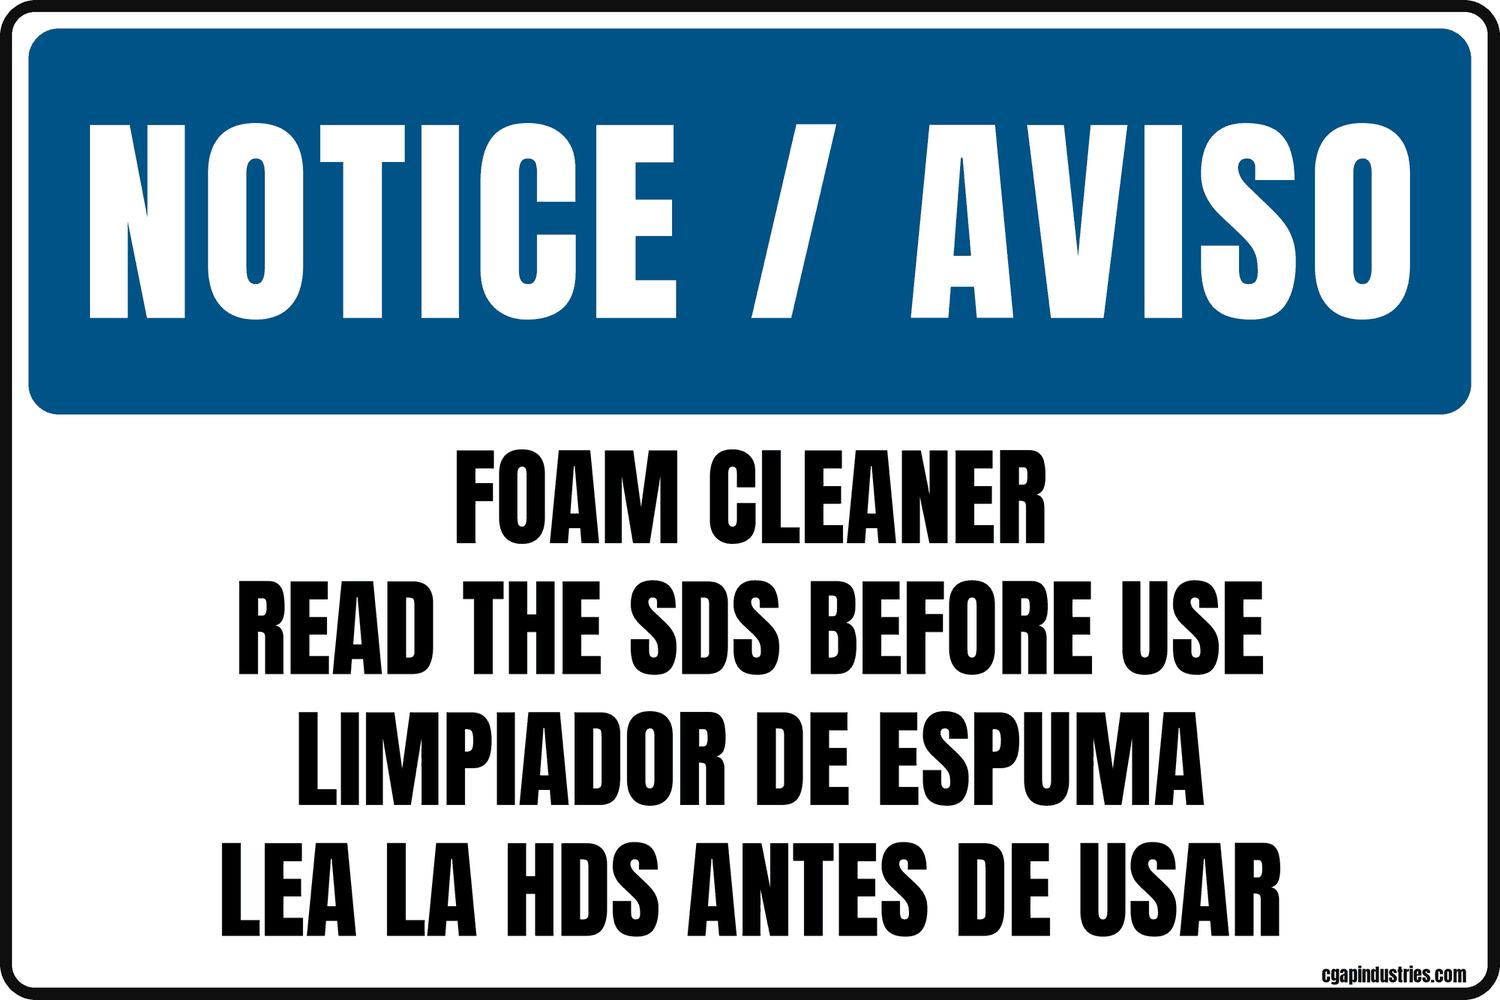 NOTICE / AVISO
FOAM CLEANER
READ THE SDS BEFORE USE
LIMPIADOR DE ESPUMA
LEA LA HDS ANTES DE USAR
cgapindustries.com